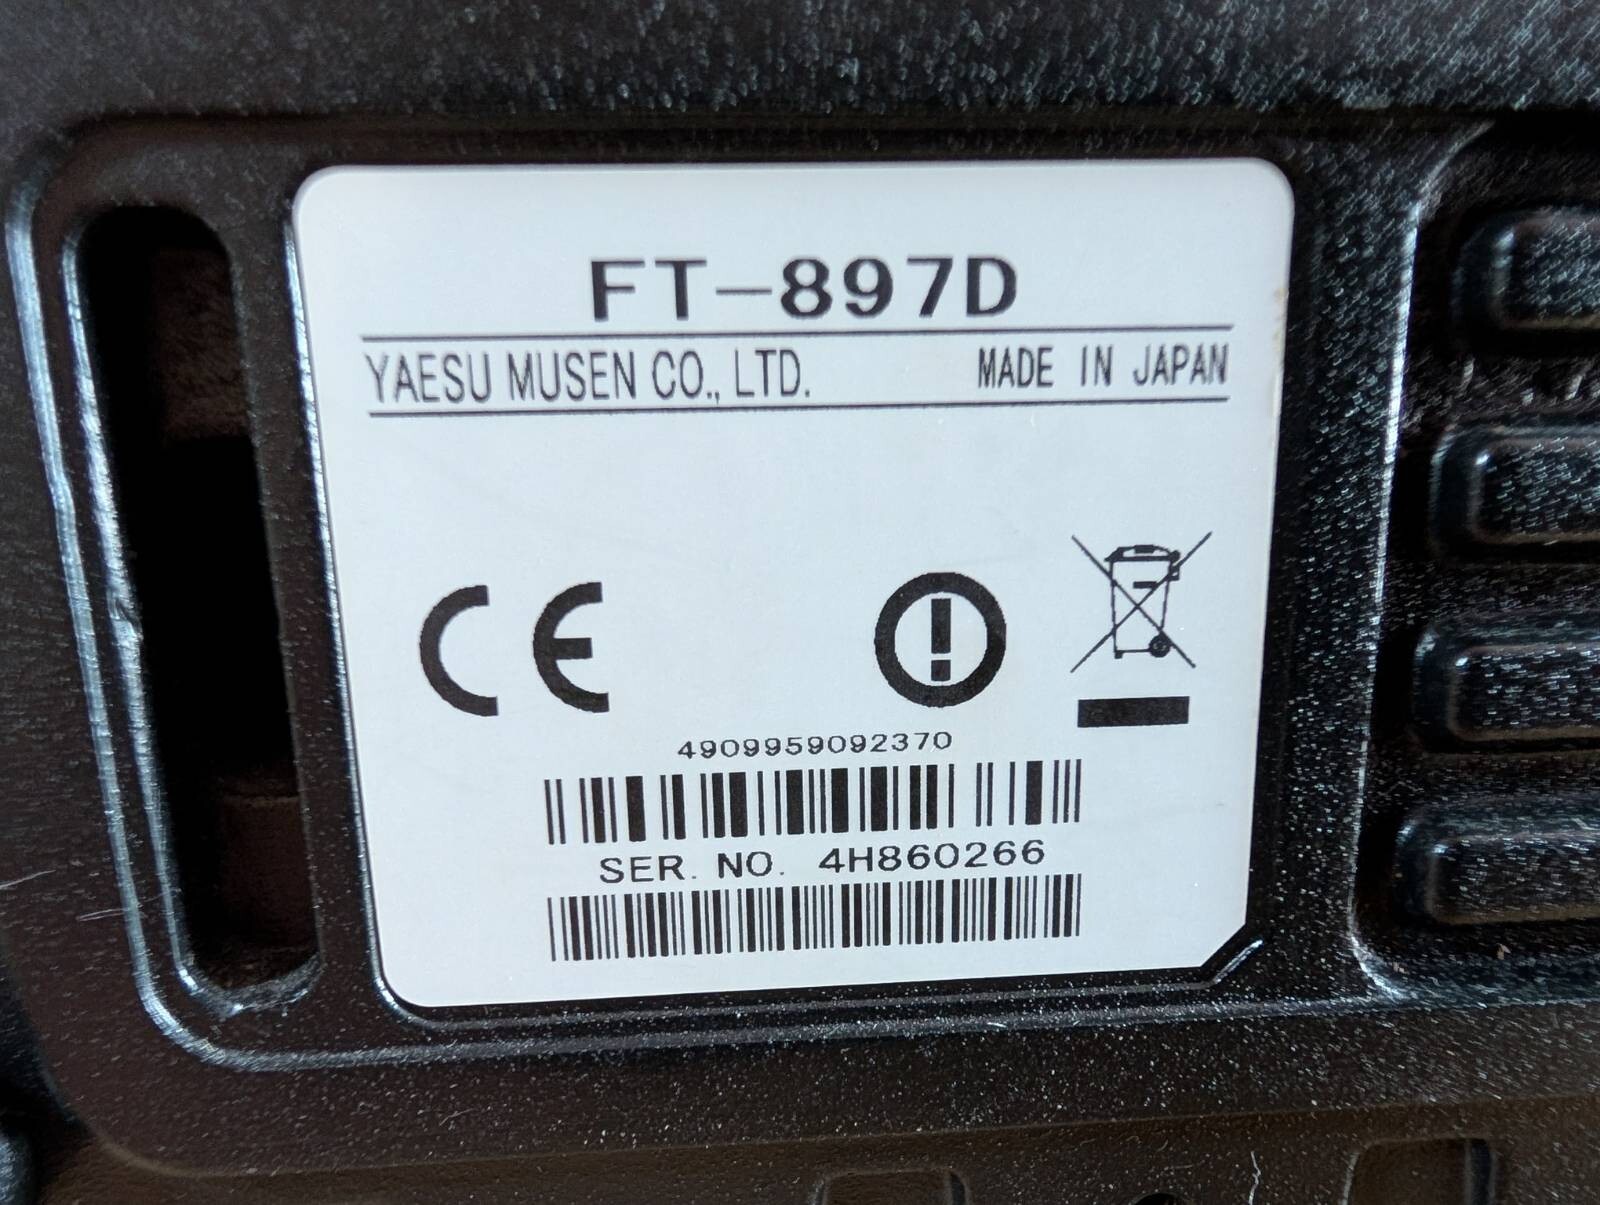 FT-897D
YAESU MUSEN CO., LTD. MADE IN JAPAN
CE
4909959092370
SER. NO. 4H860266